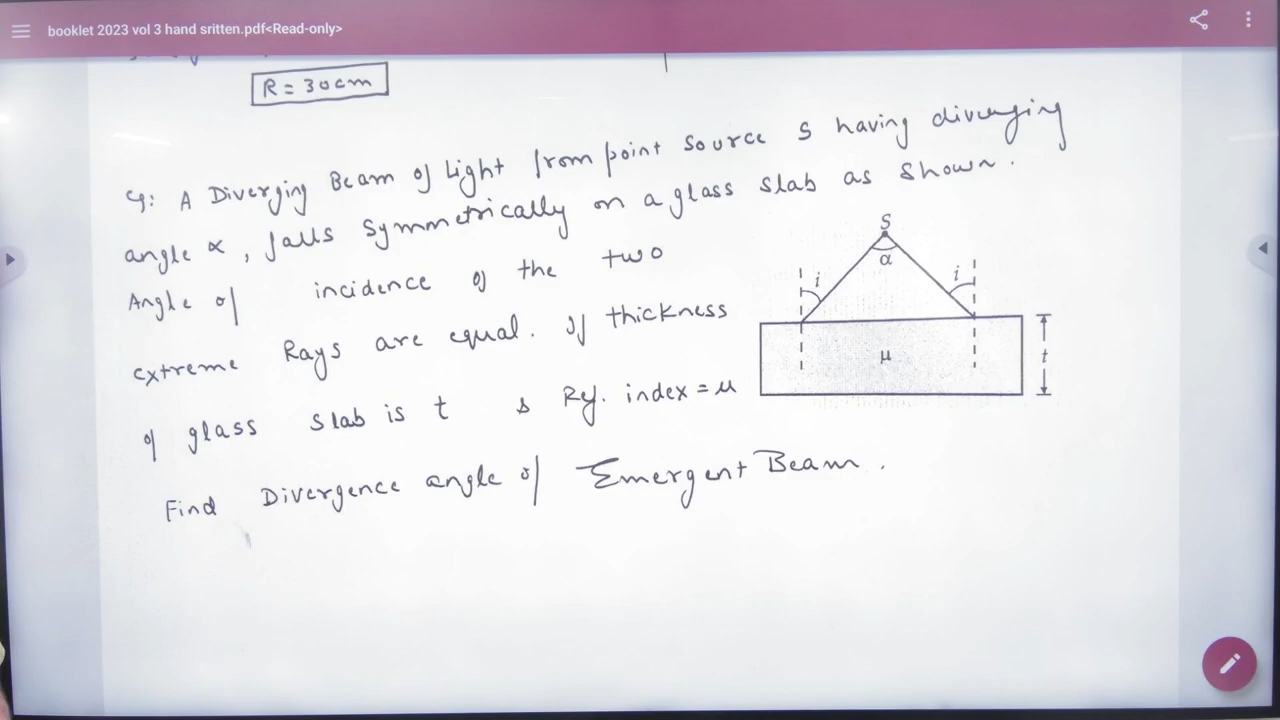 booklet 2023 vol 3 hand sritten.pdf<Read-only>
R = 30cm
Q: A Diverging Beam of Light from point source S having diverging
angle α, falls symmetrically on a glass slab as shown.
Angle of incidence of the two
extreme Rays are equal. If thickness
of glass slab is t & Ref. index = μ
Find Divergence angle of Emergent Beam.
S
α
i
i
μ
t